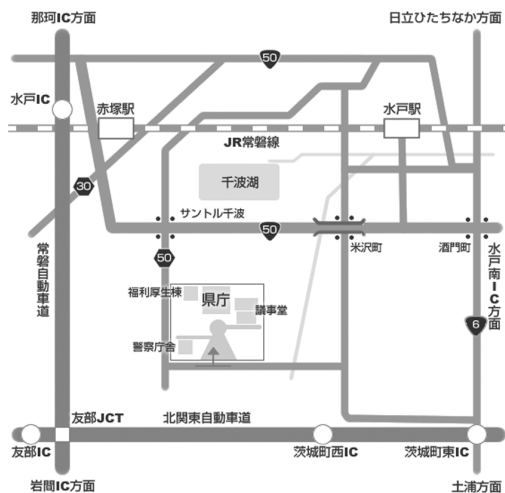 那珂IC方面
日立ひたちなか方面
50
水戸IC
赤塚駅
水戸駅
JR常磐線
30
千波湖
サントル千波
50
米沢町
酒門町
常磐自動車道
水戸南IC方面
50
福利厚生棟
県庁
議事堂
6
警察庁舎
友部JCT
北関東自動車道
友部IC
茨城町西IC
茨城町東IC
岩間IC方面
土浦方面